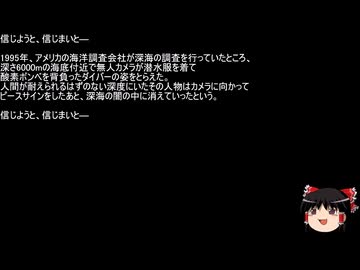 信じようと、信じまいと―
1995年、アメリカの海洋調査会社が深海の調査を行っていたところ、
深さ6000mの海底付近で無人カメラが潜水服を着て
酸素ボンベを背負ったダイバーの姿をとらえた。
人間が耐えられるはずのない深度にいたその人物はカメラに向かって
ピースサインをしたあと、深海の闇の中に消えていったという。
信じようと、信じまいと―